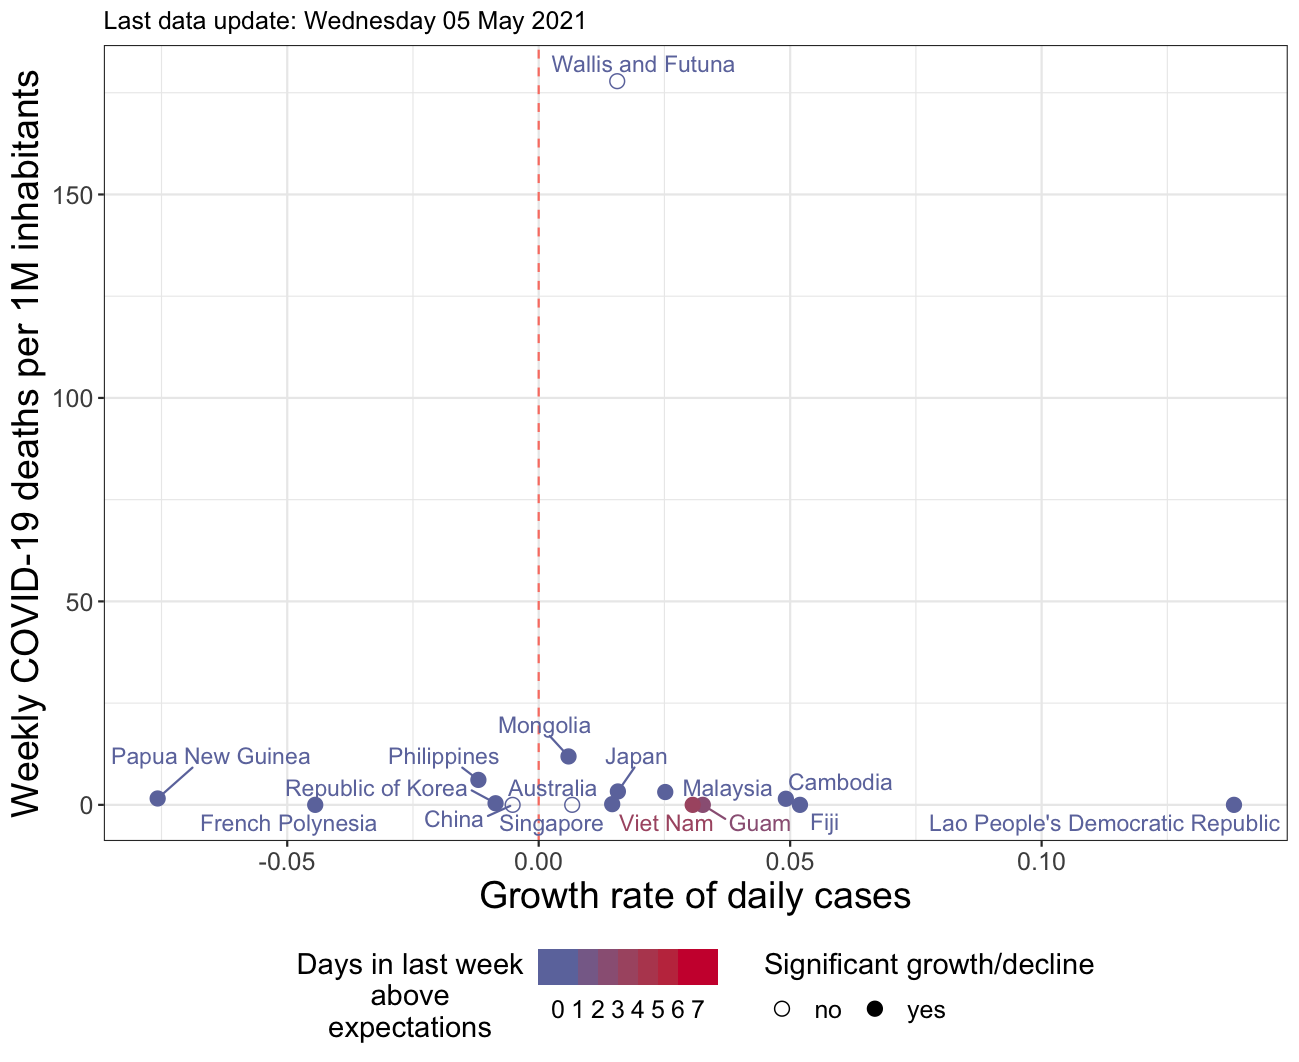 Last data update: Wednesday 05 May 2021
Weekly COVID-19 deaths per 1M inhabitants
150
100
50
0
Wallis and Futuna
Mongolia
Papua New Guinea
Philippines
Japan
Republic of Korea
Australia
Malaysia
Cambodia
French Polynesia
China
Singapore
Viet Nam
Guam
Fiji
Lao People's Democratic Republic
-0.05
0.00
0.05
0.10
Growth rate of daily cases
Days in last week
above
expectations
0 1 2 3 4 5 6 7
Significant growth/decline
no
yes